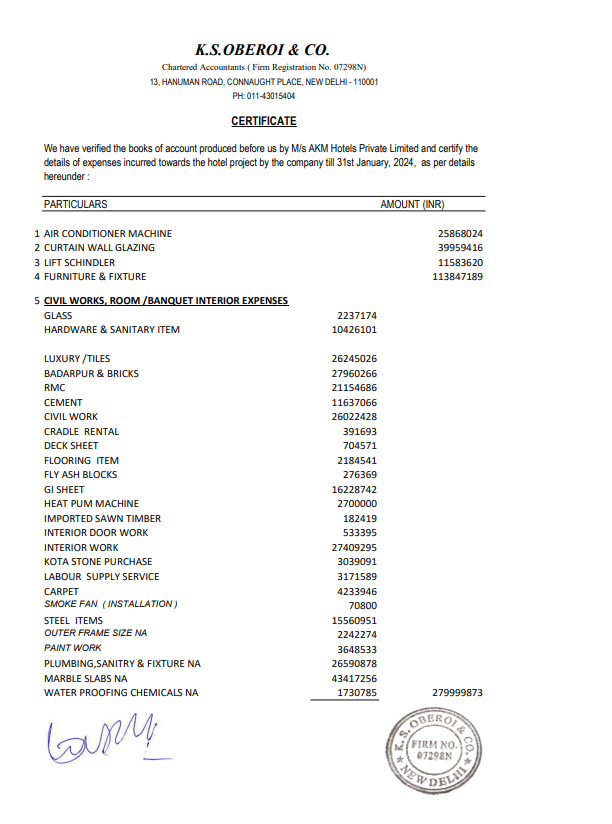 K.S.OBEROI & CO.
Chartered Accountants ( Firm Registration No. 07298N)
13, HANUMAN ROAD, CONNAUGHT PLACE, NEW DELHI - 110001
PH: 011-43015404
CERTIFICATE
We have verified the books of account produced before us by M/s AKM Hotels Private Limited and certify the
details of expenses incurred towards the hotel project by the company till 31st January, 2024, as per details
hereunder :
PARTICULARS AMOUNT (INR)
1 AIR CONDITIONER MACHINE 25868024
2 CURTAIN WALL GLAZING 39959416
3 LIFT SCHINDLER 11583620
4 FURNITURE & FIXTURE 113847189
5 CIVIL WORKS, ROOM /BANQUET INTERIOR EXPENSES
GLASS 2237174
HARDWARE & SANITARY ITEM 10426101
LUXURY /TILES 26245026
BADARPUR & BRICKS 27960266
RMC 21154686
CEMENT 11637066
CIVIL WORK 26022428
CRADLE RENTAL 391693
DECK SHEET 704571
FLOORING ITEM 2184541
FLY ASH BLOCKS 276369
GI SHEET 16228742
HEAT PUM MACHINE 2700000
IMPORTED SAWN TIMBER 182419
INTERIOR DOOR WORK 533395
INTERIOR WORK 27409295
KOTA STONE PURCHASE 3039091
LABOUR SUPPLY SERVICE 3171589
CARPET 4233946
SMOKE FAN ( INSTALLATION ) 70800
STEEL ITEMS 15560951
OUTER FRAME SIZE NA 2242274
PAINT WORK 3648533
PLUMBING,SANITRY & FIXTURE NA 26590878
MARBLE SLABS NA 43417256
WATER PROOFING CHEMICALS NA 1730785 279999873
K.S. OBEROI & CO.
FIRM NO.
07298N
NEW DELHI